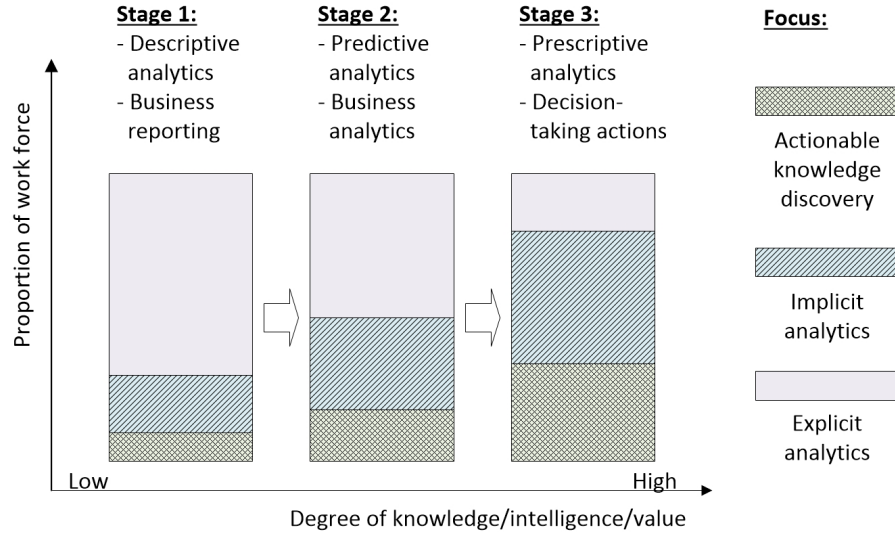 Stage 1:
- Descriptive
analytics
- Business
reporting
Stage 2:
- Predictive
analytics
- Business
analytics
Stage 3:
- Prescriptive
analytics
- Decision-
taking actions
Focus:
Actionable
knowledge
discovery
Implicit
analytics
Explicit
analytics
Proportion of work force
Low
High
Degree of knowledge/intelligence/value